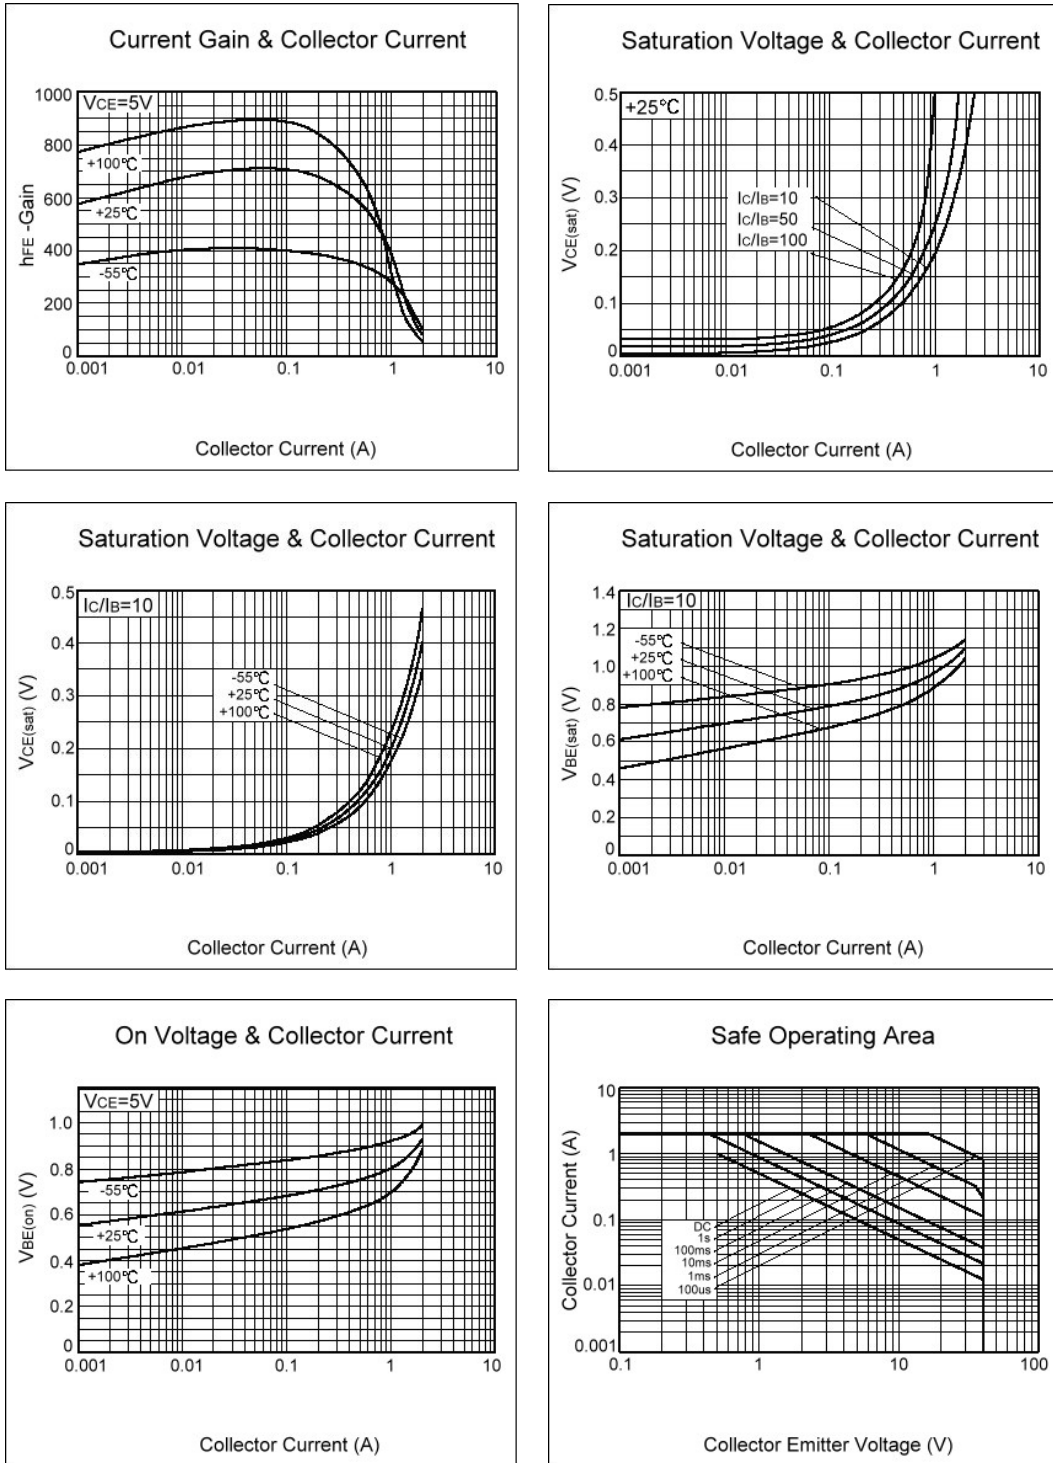 Current Gain & Collector Current
VCE=5V
hFE -Gain
1000
800
600
400
200
0
+100℃
+25℃
-55℃
0.001
0.01
0.1
1
10
Collector Current (A)
Saturation Voltage & Collector Current
+25℃
VCE(sat) (V)
0.5
0.4
0.3
0.2
0.1
0
IC/IB=10
IC/IB=50
IC/IB=100
0.001
0.01
0.1
1
10
Collector Current (A)
Saturation Voltage & Collector Current
IC/IB=10
VCE(sat) (V)
0.5
0.4
0.3
0.2
0.1
0
-55℃
+25℃
+100℃
0.001
0.01
0.1
1
10
Collector Current (A)
Saturation Voltage & Collector Current
IC/IB=10
VBE(sat) (V)
1.4
1.2
1.0
0.8
0.6
0.4
0.2
0
-55℃
+25℃
+100℃
0.001
0.01
0.1
1
10
Collector Current (A)
On Voltage & Collector Current
VCE=5V
VBE(on) (V)
1.0
0.8
0.6
0.4
0.2
0
-55℃
+25℃
+100℃
0.001
0.01
0.1
1
10
Collector Current (A)
Safe Operating Area
Collector Current (A)
10
1
0.1
0.01
0.001
DC
1s
100ms
10ms
1ms
100us
0.1
1
10
100
Collector Emitter Voltage (V)